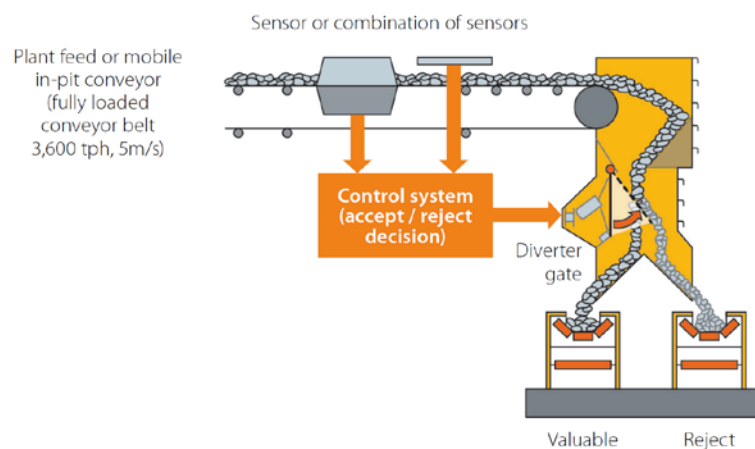 Sensor or combination of sensors
Plant feed or mobile
in-pit conveyor
(fully loaded
conveyor belt
3,600 tph, 5m/s)
Control system
(accept / reject
decision)
Diverter
gate
Valuable
Reject